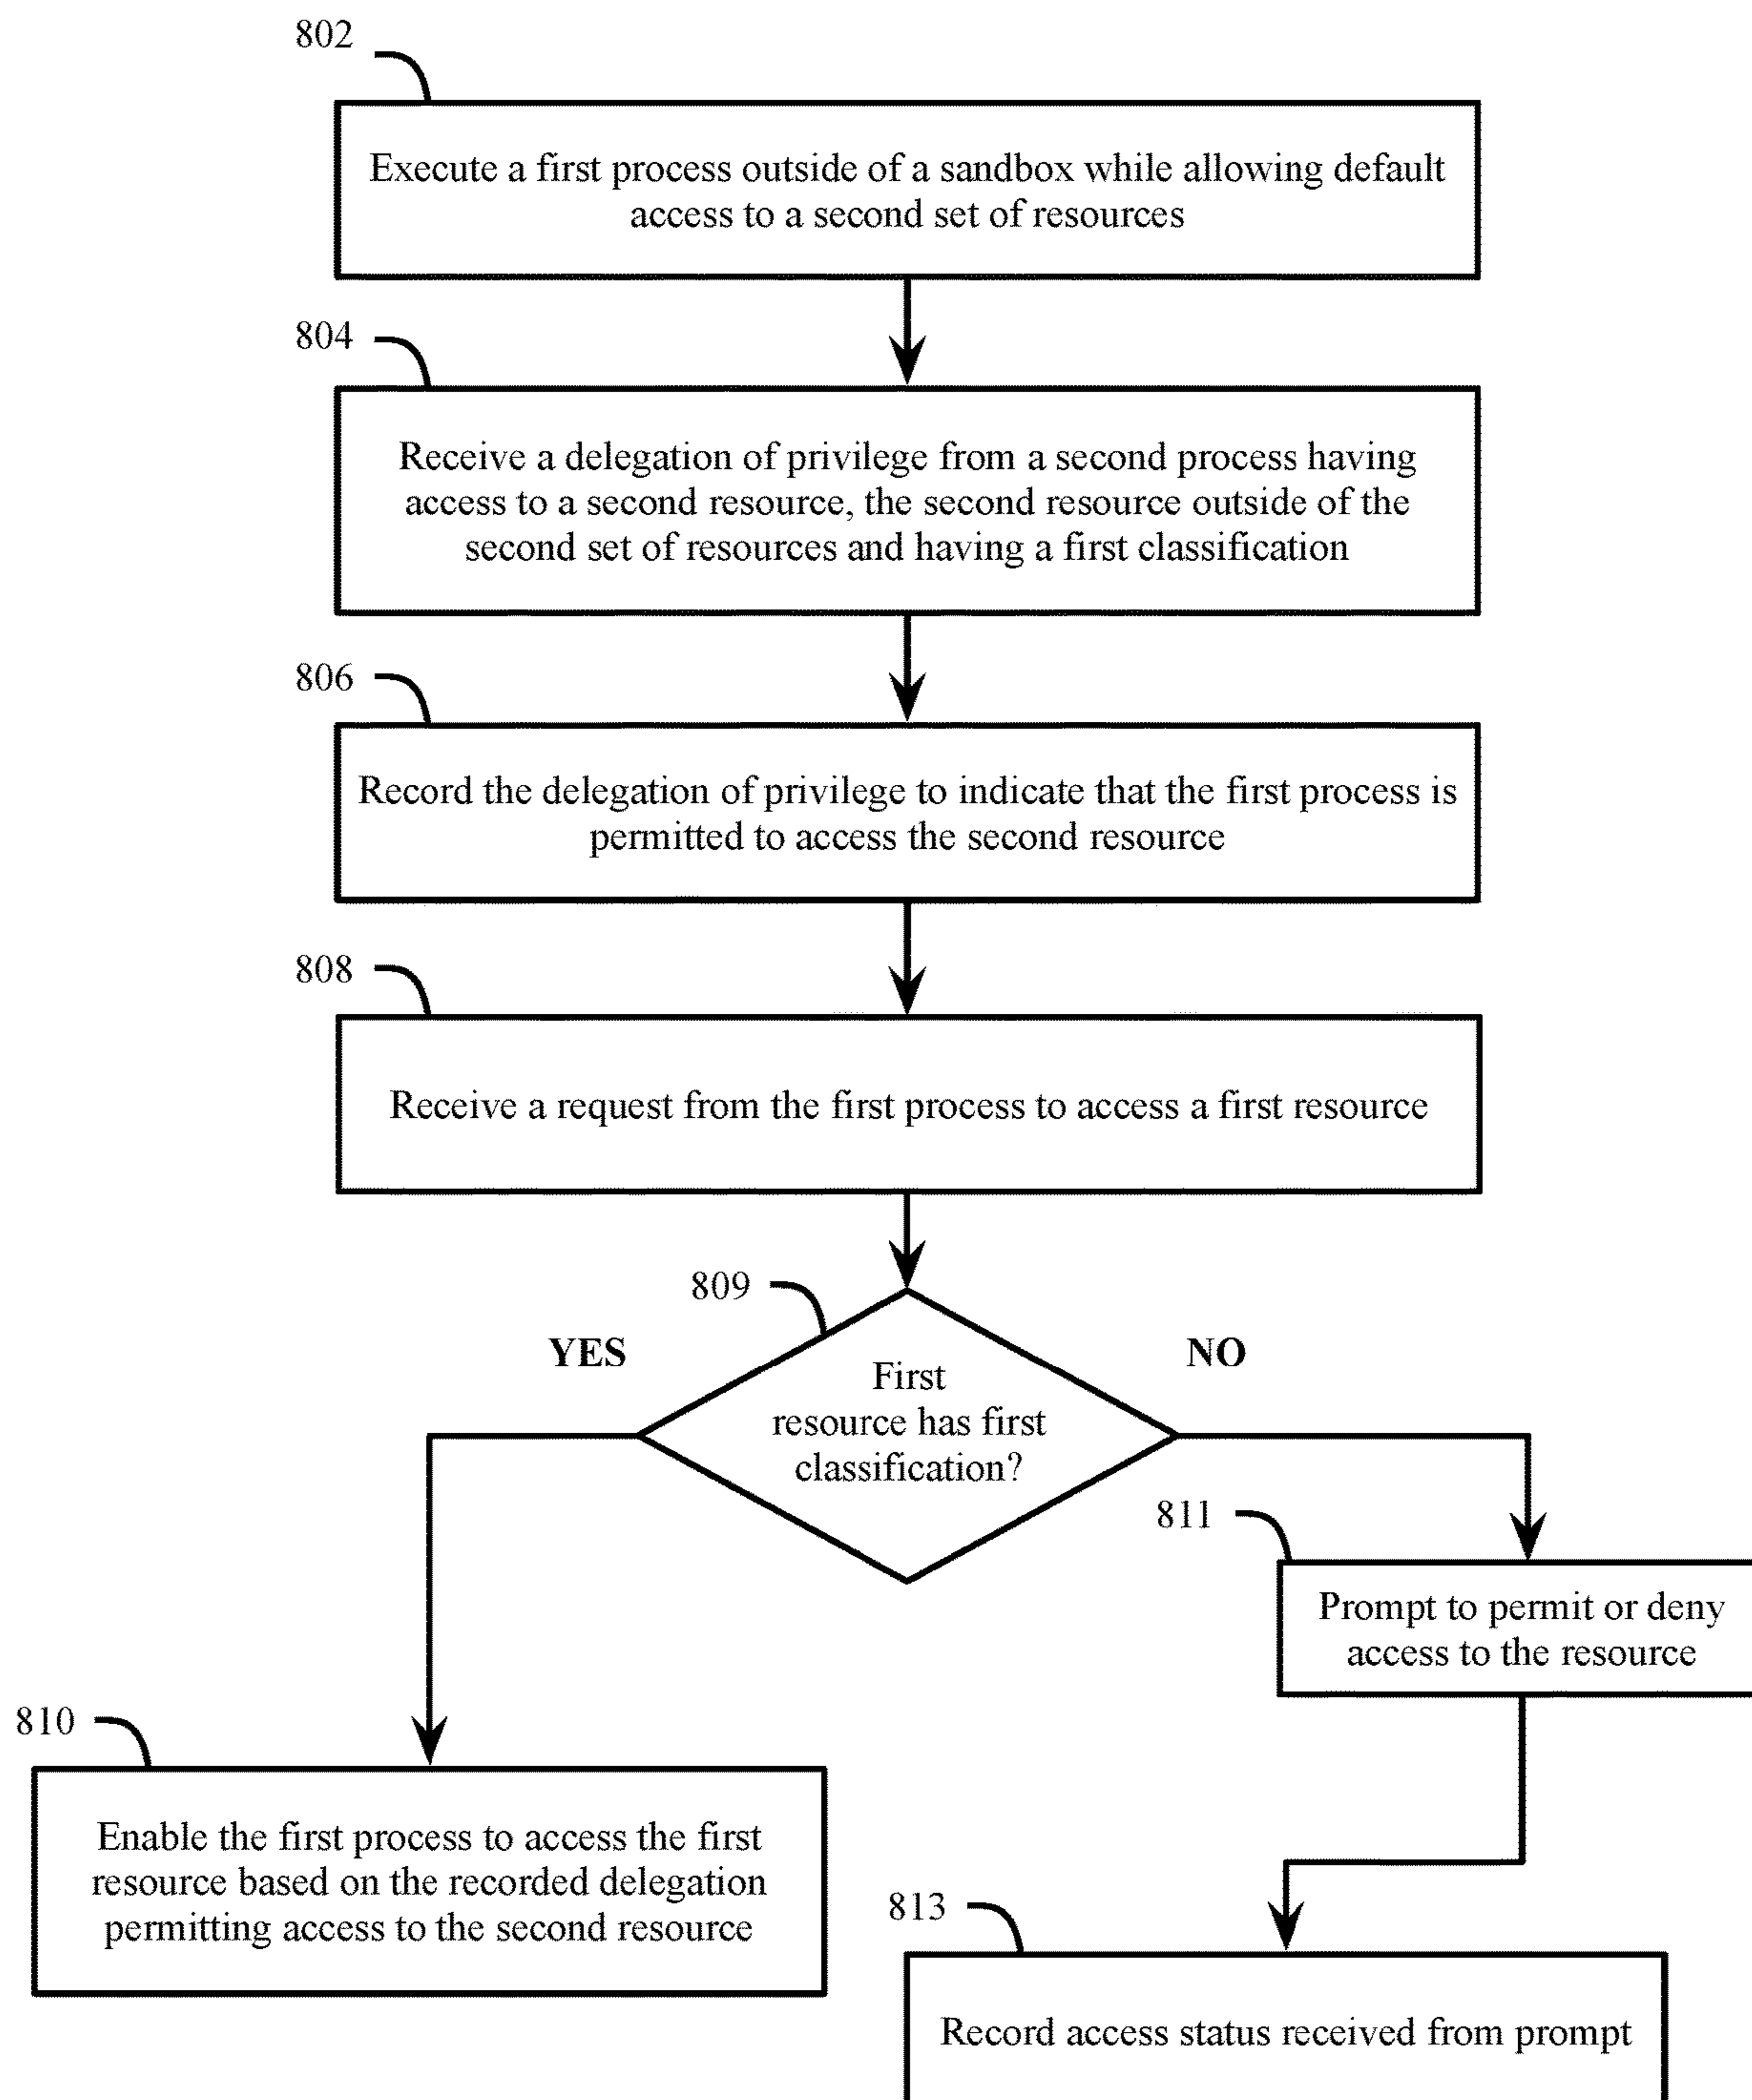 802
Execute a first process outside of a sandbox while allowing default
access to a second set of resources
804
Receive a delegation of privilege from a second process having
access to a second resource, the second resource outside of the
second set of resources and having a first classification
806
Record the delegation of privilege to indicate that the first process is
permitted to access the second resource
808
Receive a request from the first process to access a first resource
809
YES
NO
First
resource has first
classification?
811
Prompt to permit or deny
access to the resource
810
Enable the first process to access the first
resource based on the recorded delegation
permitting access to the second resource
813
Record access status received from prompt